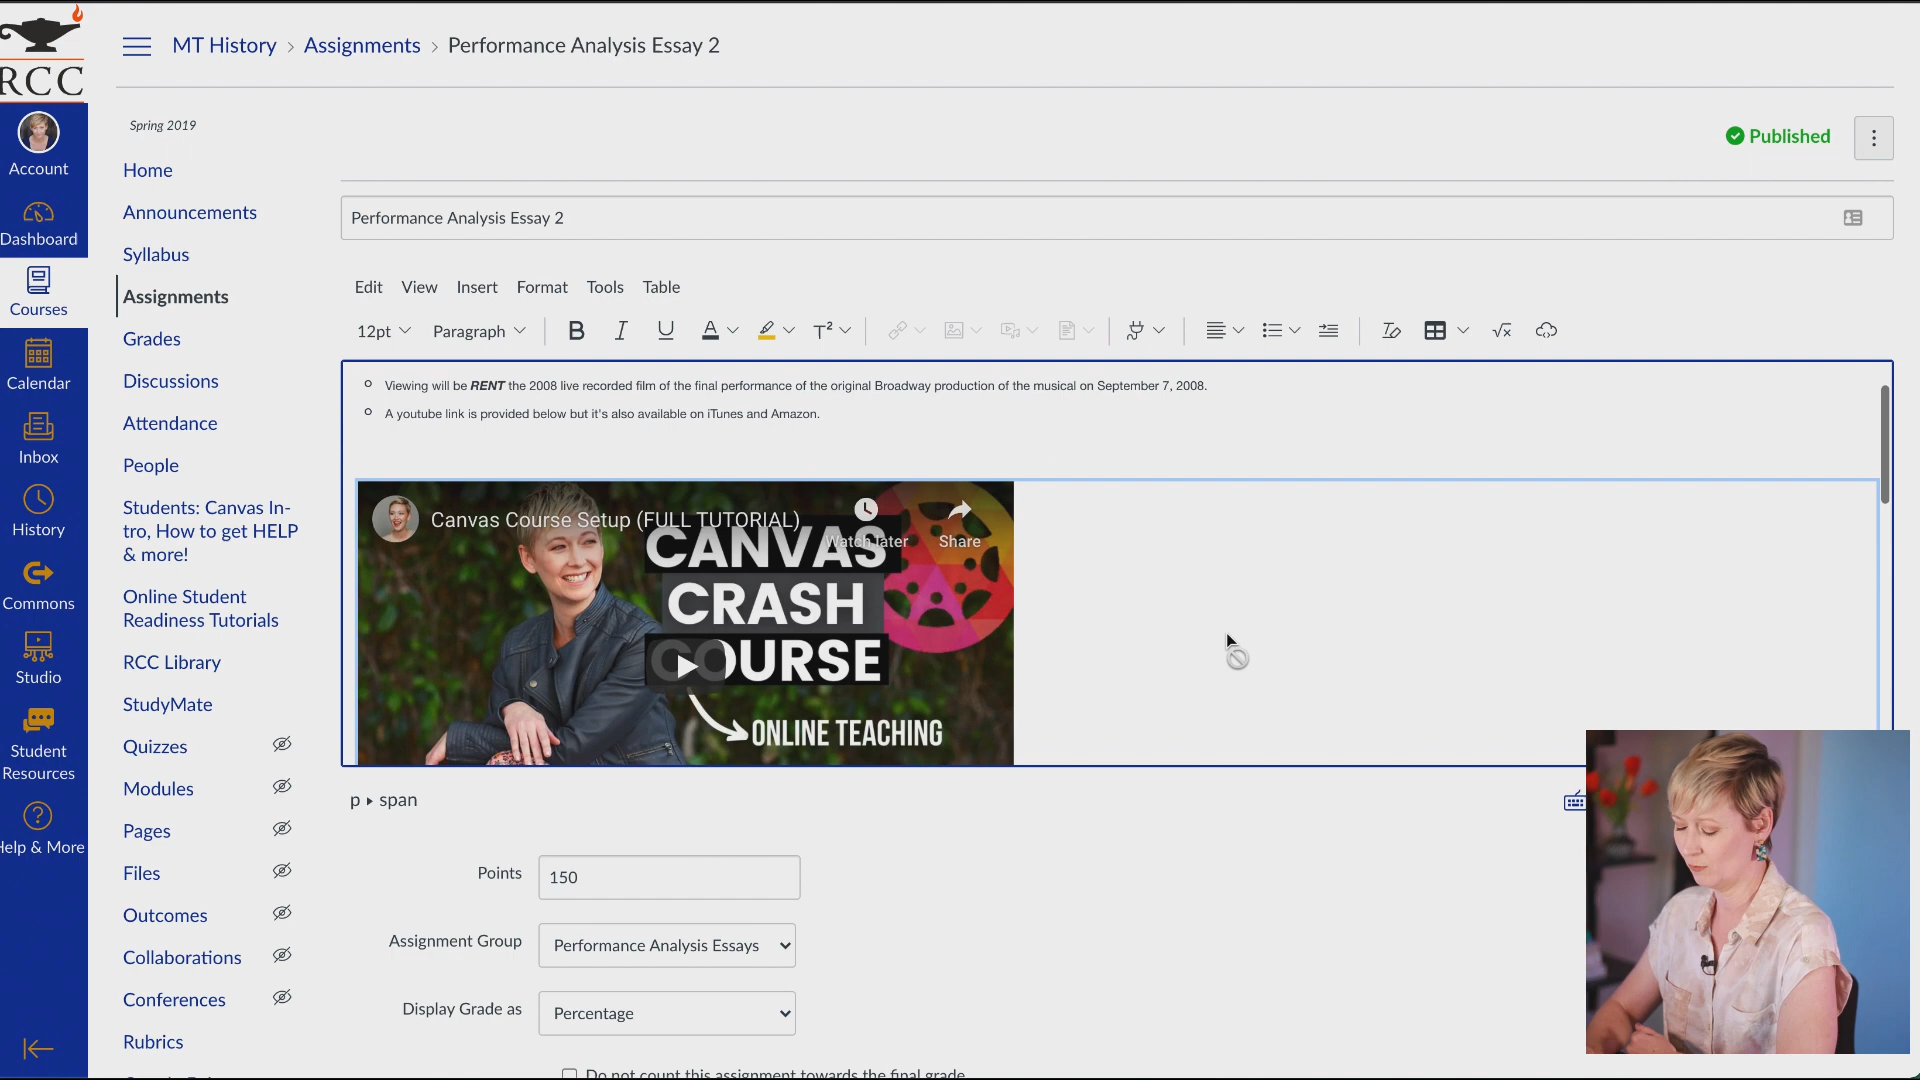 RCC
MT History > Assignments > Performance Analysis Essay 2
Spring 2019
Published
Account
Dashboard
Courses
Calendar
Inbox
History
Commons
Studio
Student
Resources
Help & More
Home
Announcements
Syllabus
Assignments
Grades
Discussions
Attendance
People
Students: Canvas In-
tro, How to get HELP
& more!
Online Student
Readiness Tutorials
RCC Library
StudyMate
Quizzes
Modules
Pages
Files
Outcomes
Collaborations
Conferences
Rubrics
Performance Analysis Essay 2
Edit View Insert Format Tools Table
12pt Paragraph B I U A T² √x
Viewing will be RENT the 2008 live recorded film of the final performance of the original Broadway production of the musical on September 7, 2008.
A youtube link is provided below but it's also available on iTunes and Amazon.
Canvas Course Setup (FULL TUTORIAL)
Watch later
Share
CANVAS
CRASH
COURSE
ONLINE TEACHING
p ▸ span
Points 150
Assignment Group Performance Analysis Essays
Display Grade as Percentage
Do not count this assignment towards the final grade